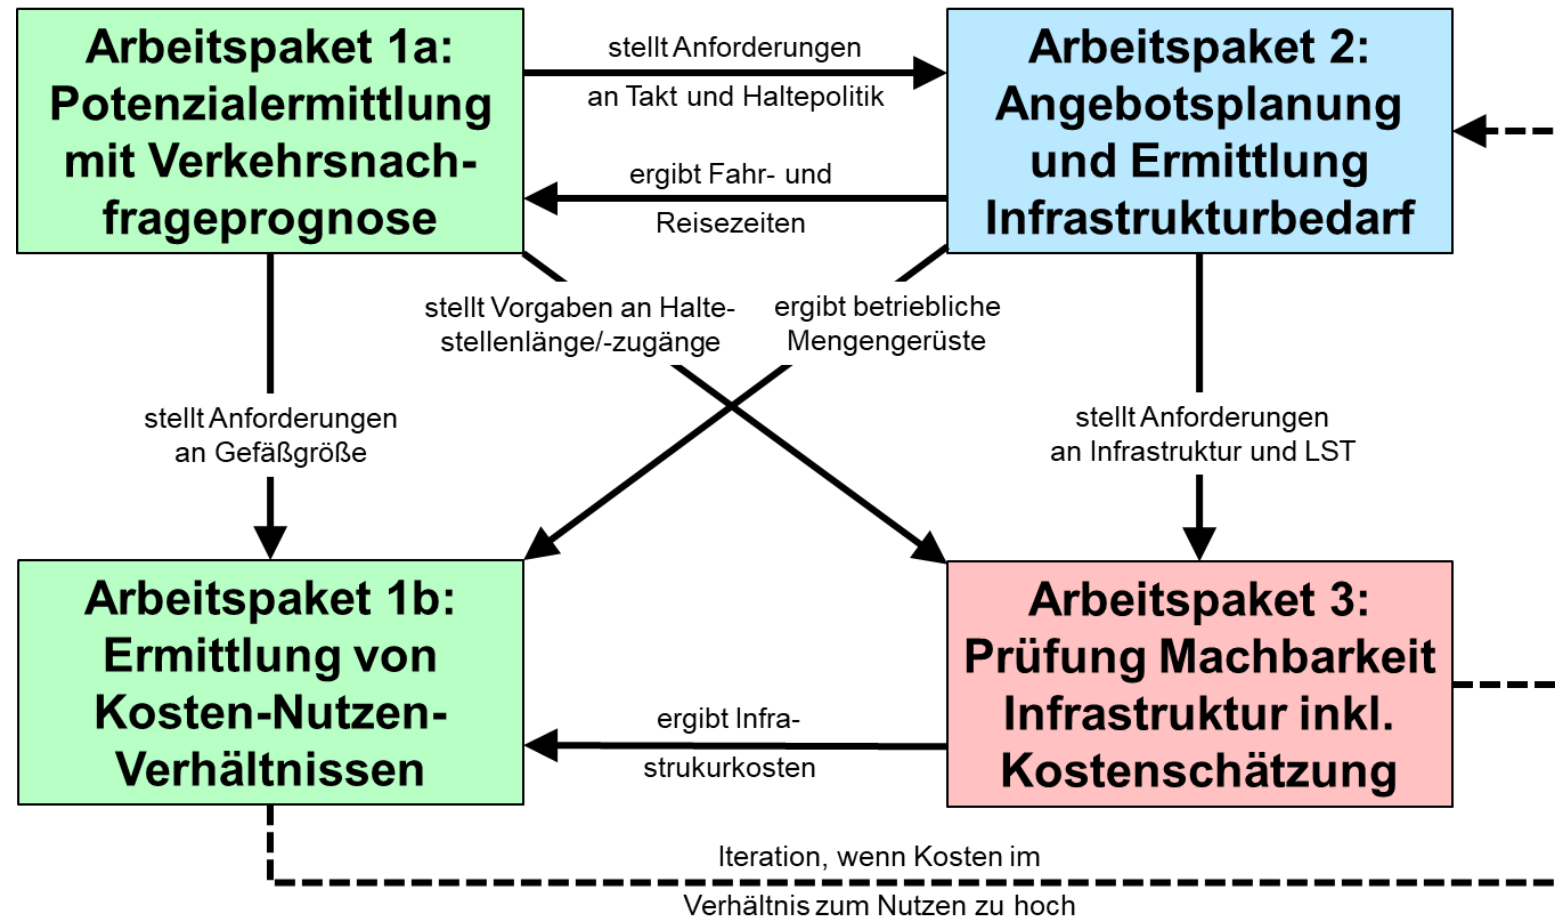 Arbeitspaket 1a:
Potenzialermittlung
mit Verkehrsnach-
frageprognose
stellt Anforderungen
an Takt und Haltepolitik
ergibt Fahr- und
Reisezeiten
Arbeitspaket 2:
Angebotsplanung
und Ermittlung
Infrastrukturbedarf
stellt Vorgaben an Halte-
stellenlänge/-zugänge
ergibt betriebliche
Mengengerüste
stellt Anforderungen
an Gefäßgröße
stellt Anforderungen
an Infrastruktur und LST
Arbeitspaket 1b:
Ermittlung von
Kosten-Nutzen-
Verhältnissen
ergibt Infra-
strukurkosten
Arbeitspaket 3:
Prüfung Machbarkeit
Infrastruktur inkl.
Kostenschätzung
Iteration, wenn Kosten im
Verhältnis zum Nutzen zu hoch